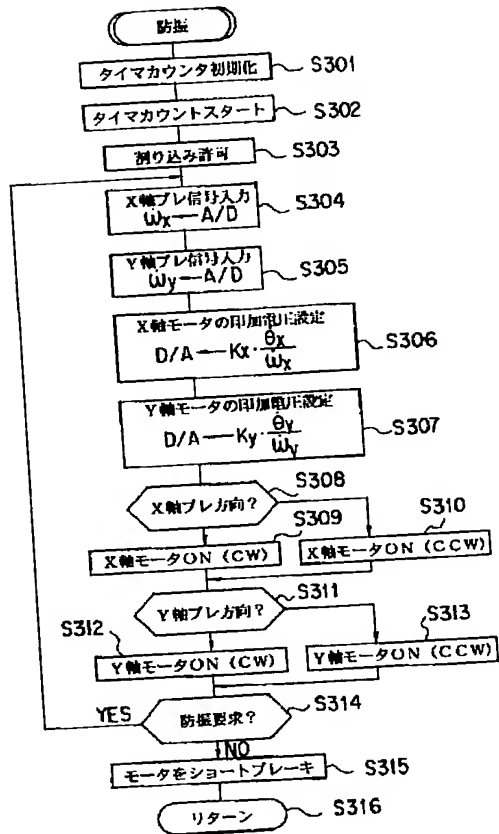 防振
タイマカウンタ初期化
S301
タイマカウントスタート
S302
割り込み許可
S303
X軸ブレ信号入力
ẇx←A/D
S304
Y軸ブレ信号入力
ẇy←A/D
S305
X軸モータの印加電圧設定
D/A←Kx・θ̇x/ẇx
S306
Y軸モータの印加電圧設定
D/A←Ky・θ̇y/ẇy
S307
X軸ブレ方向?
S308
X軸モータON(CW)
S309
X軸モータON(CCW)
S310
Y軸ブレ方向?
S311
Y軸モータON(CW)
S312
Y軸モータON(CCW)
S313
防振要求?
S314
YES
NO
モータをショートブレーキ
S315
リターン
S316